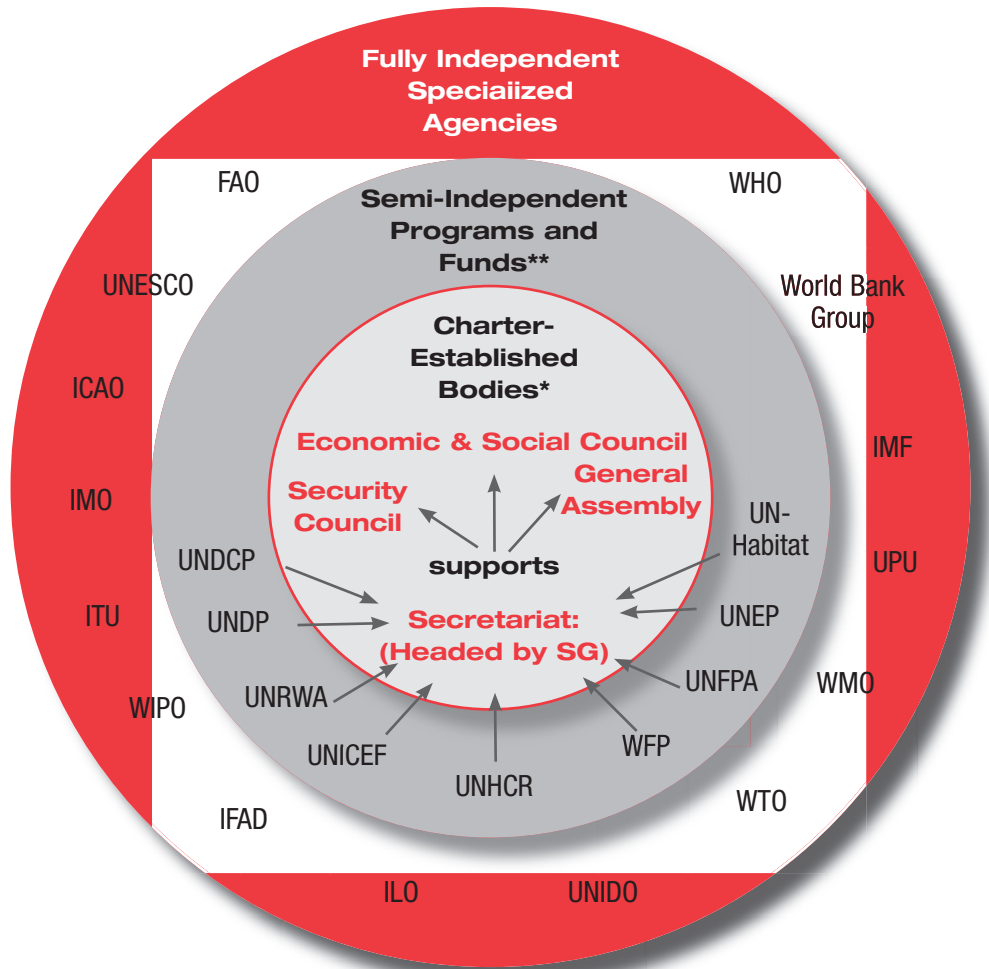 Fully Independent
Speciaiized
Agencies
FAO
WHO
Semi-Independent
Programs and
Funds**
UNESCO
World Bank
Group
Charter-
Established
Bodies*
ICAO
Economic & Social Council
IMF
General
Assembly
Security
Council
IMO
UN-
Habitat
UNDCP
supports
UPU
ITU
UNDP
Secretariat:
(Headed by SG)
UNEP
UNRWA
UNFPA
WMO
WIPO
UNICEF
WFP
UNHCR
WTO
IFAD
ILO
UNIDO